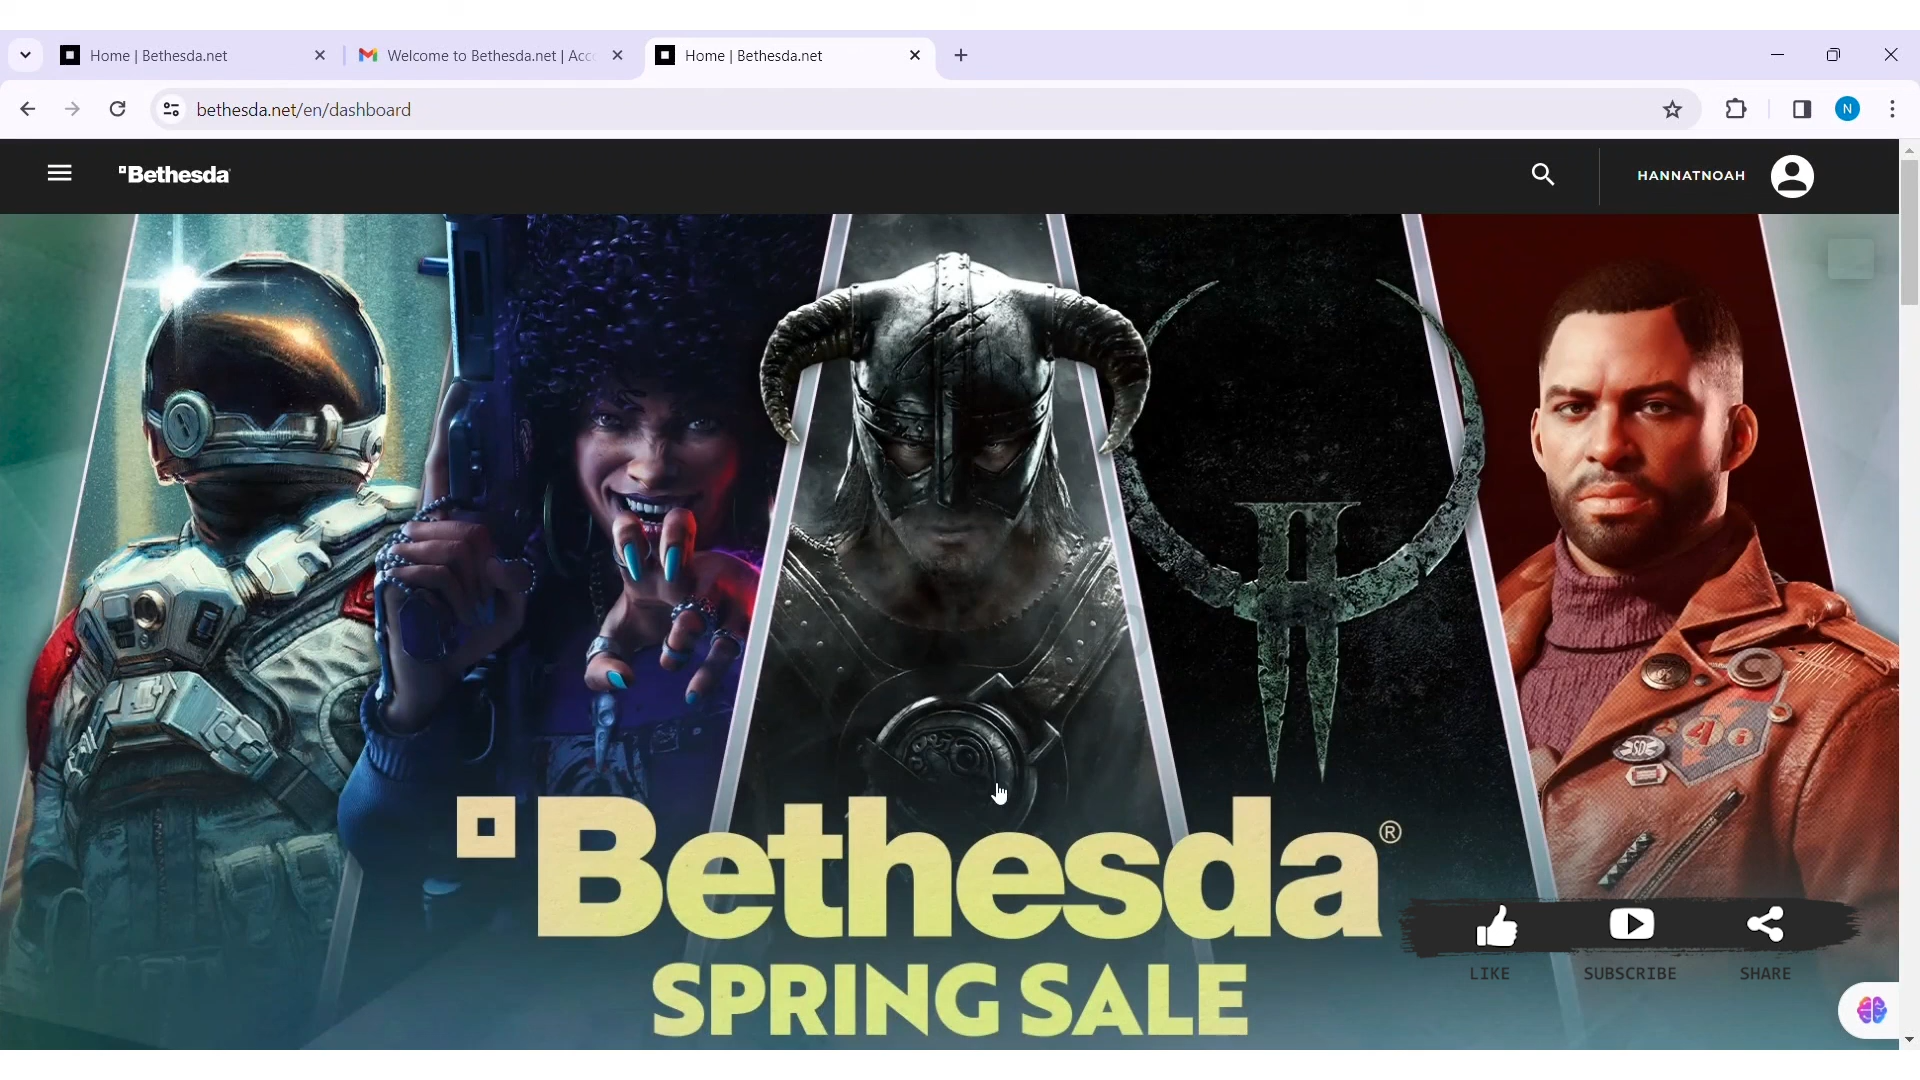 Home | Bethesda.net
Welcome to Bethesda.net | Acc
Home | Bethesda.net
bethesda.net/en/dashboard
N
Bethesda
HANNATNOAH
Bethesda®
SPRING SALE
LIKE
SUBSCRIBE
SHARE